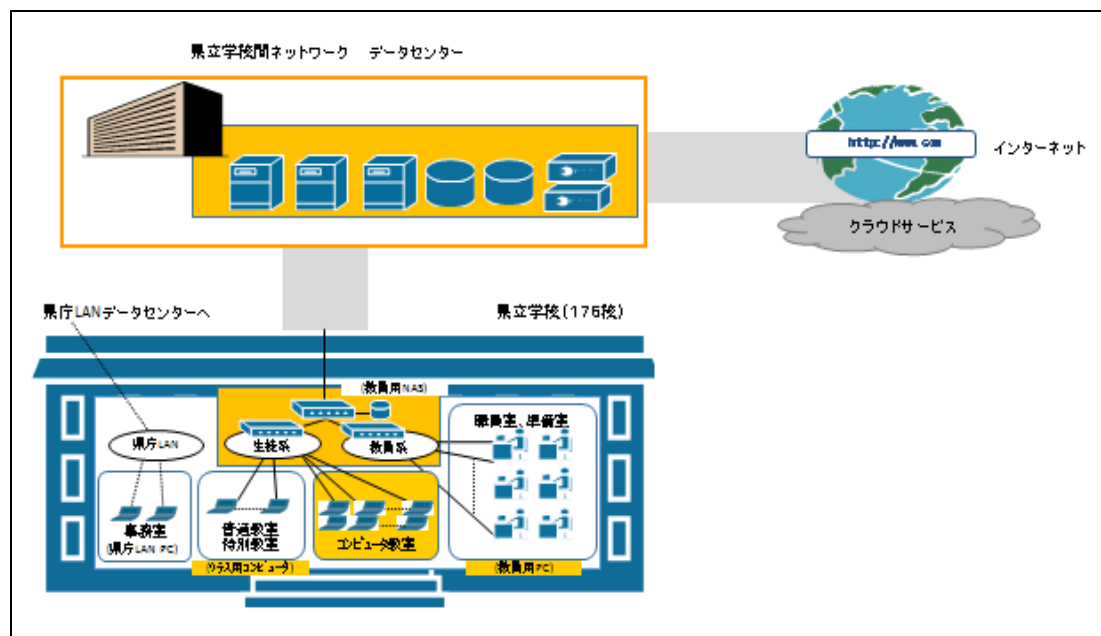 県立学校間ネットワーク データセンター
http://www.com
インターネット
クラウドサービス
県庁LANデータセンターへ
県立学校(176校)
(教員用NAS)
職員室、準備室
県庁LAN
生徒系
教員系
事務室
(県庁LAN PC)
普通教室
特別教室
コンピュータ教室
(クラス用コンピュータ)
(教員用PC)